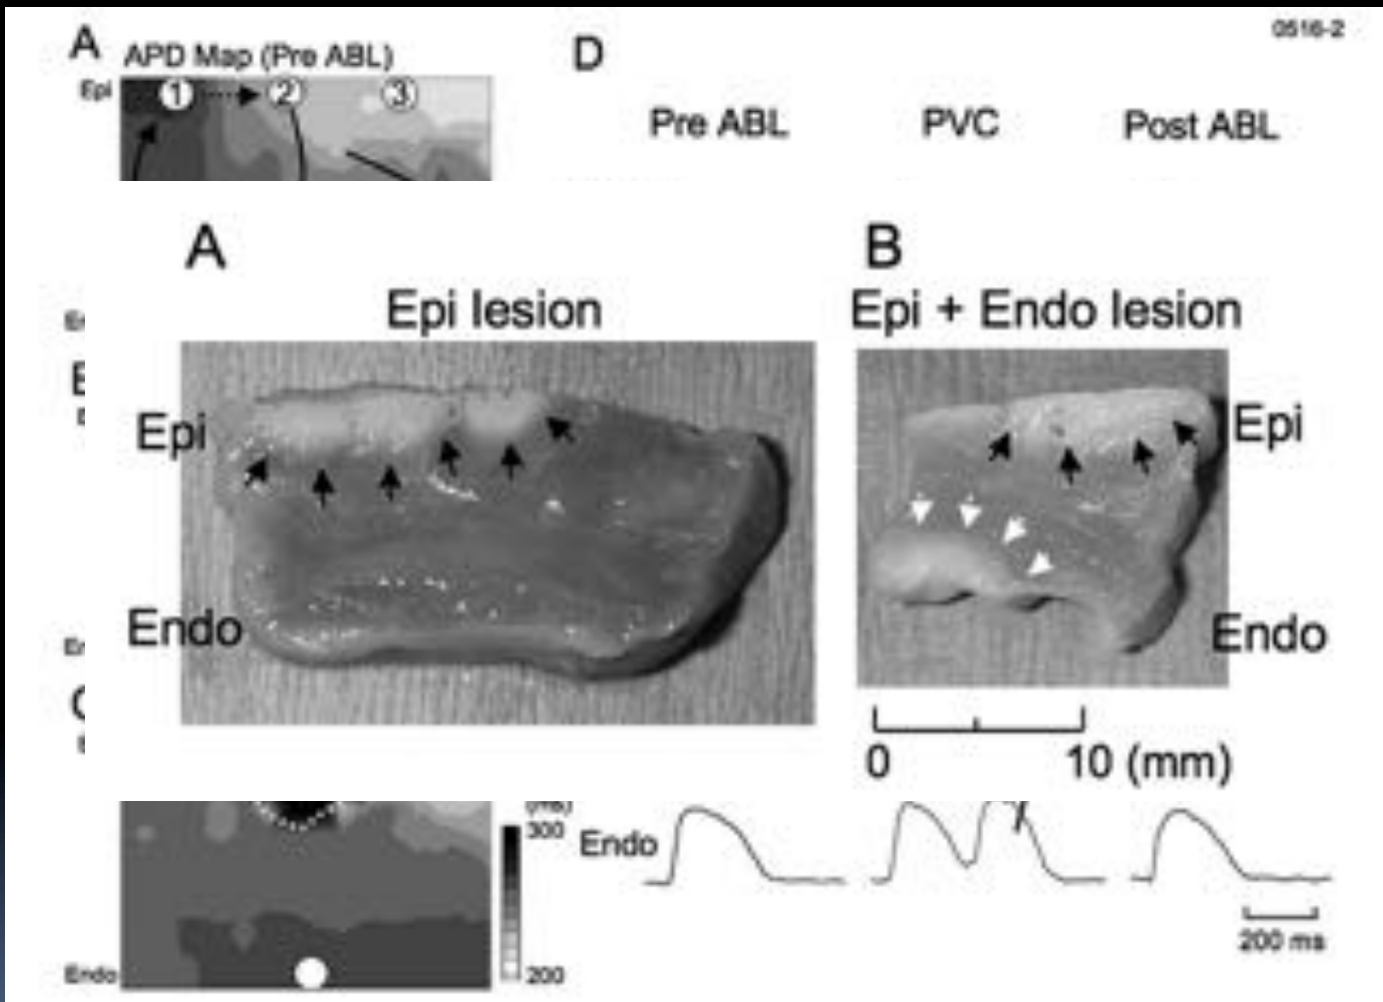 0516-2
A
APD Map (Pre ABL)
Epi
1
2
3
D
Pre ABL
PVC
Post ABL
A
Epi lesion
Epi
Endo
B
Epi + Endo lesion
Epi
Endo
0
10 (mm)
300
200
Endo
Endo
200 ms